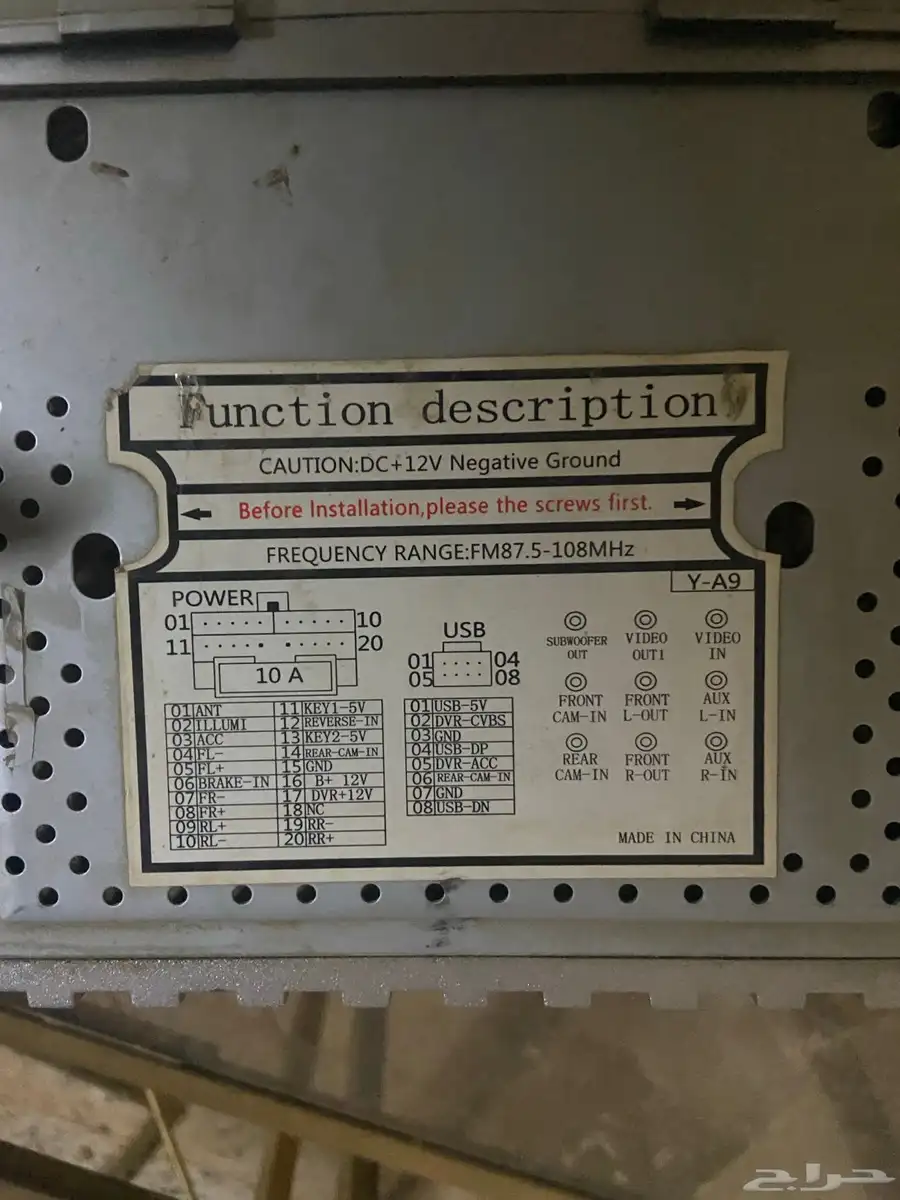 Function description
CAUTION:DC+12V Negative Ground
Before Installation,please the screws first.
FREQUENCY RANGE:FM87.5-108MHz
Y-A9
POWER
01 10
11 20
10 A
01 ANT 11 KEY1-5V
02 ILLUMI 12 REVERSE-IN
03 ACC 13 KEY2-5V
04 FL- 14 REAR-CAM-IN
05 FL+ 15 GND
06 BRAKE-IN 16 B+ 12V
07 FR- 17 DVR+12V
08 FR+ 18 NC
09 RL+ 19 RR-
10 RL- 20 RR+
USB
01 04
05 08
01 USB-5V
02 DVR-CVBS
03 GND
04 USB-DP
05 DVR-ACC
06 REAR-CAM-IN
07 GND
08 USB-DN
SUBWOOFER VIDEO VIDEO
OUT OUT1 IN
FRONT FRONT AUX
CAM-IN L-OUT L-IN
REAR FRONT AUX
CAM-IN R-OUT R-IN
MADE IN CHINA
حراج